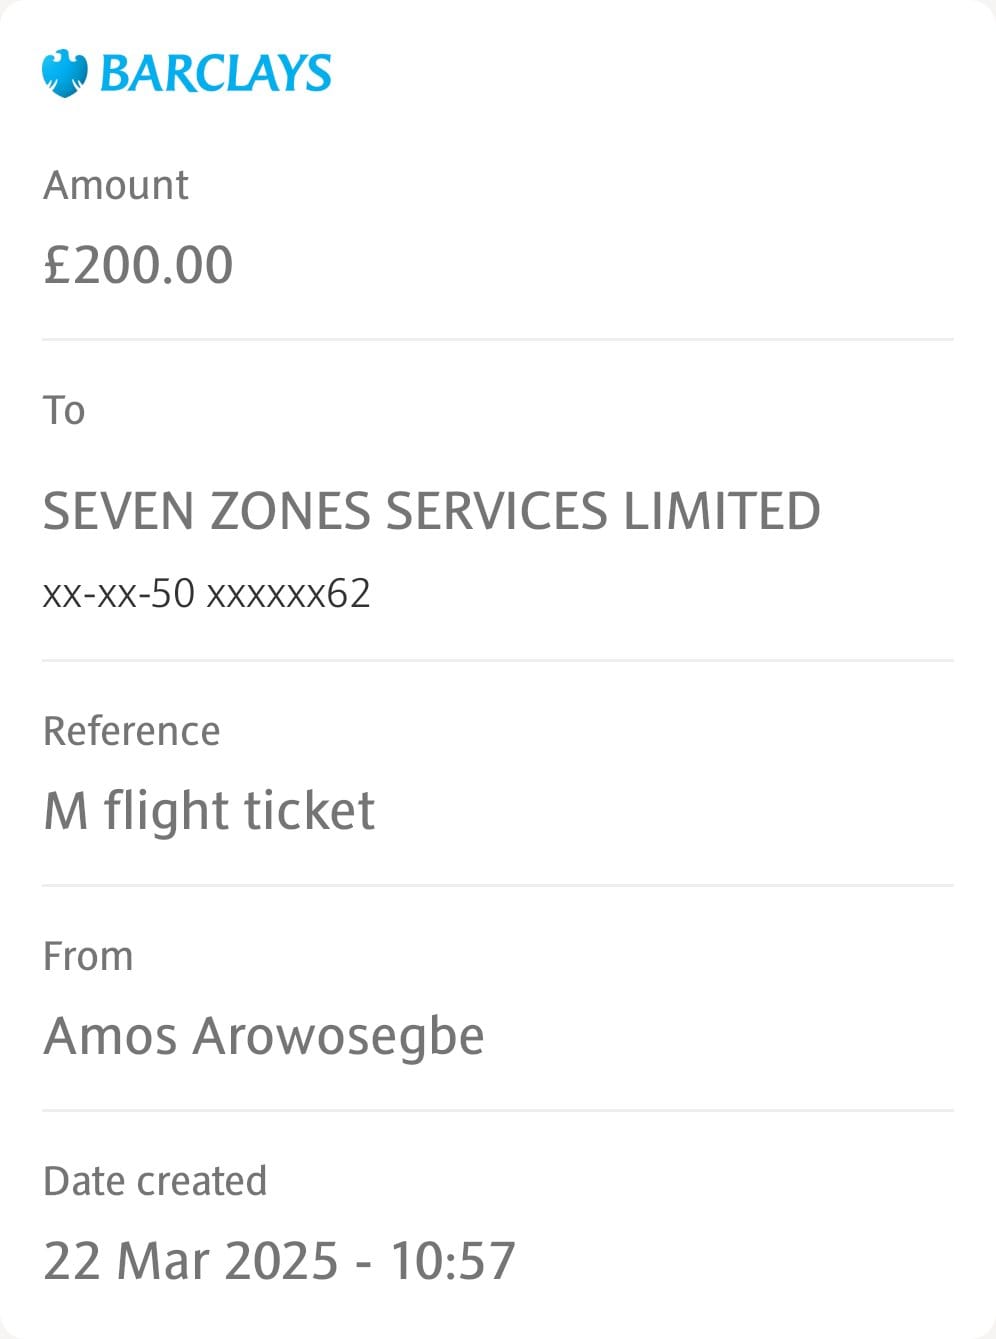 BARCLAYS
Amount
£200.00
To
SEVEN ZONES SERVICES LIMITED
xx-xx-50 xxxxxx62
Reference
M flight ticket
From
Amos Arowosegbe
Date created
22 Mar 2025 - 10:57